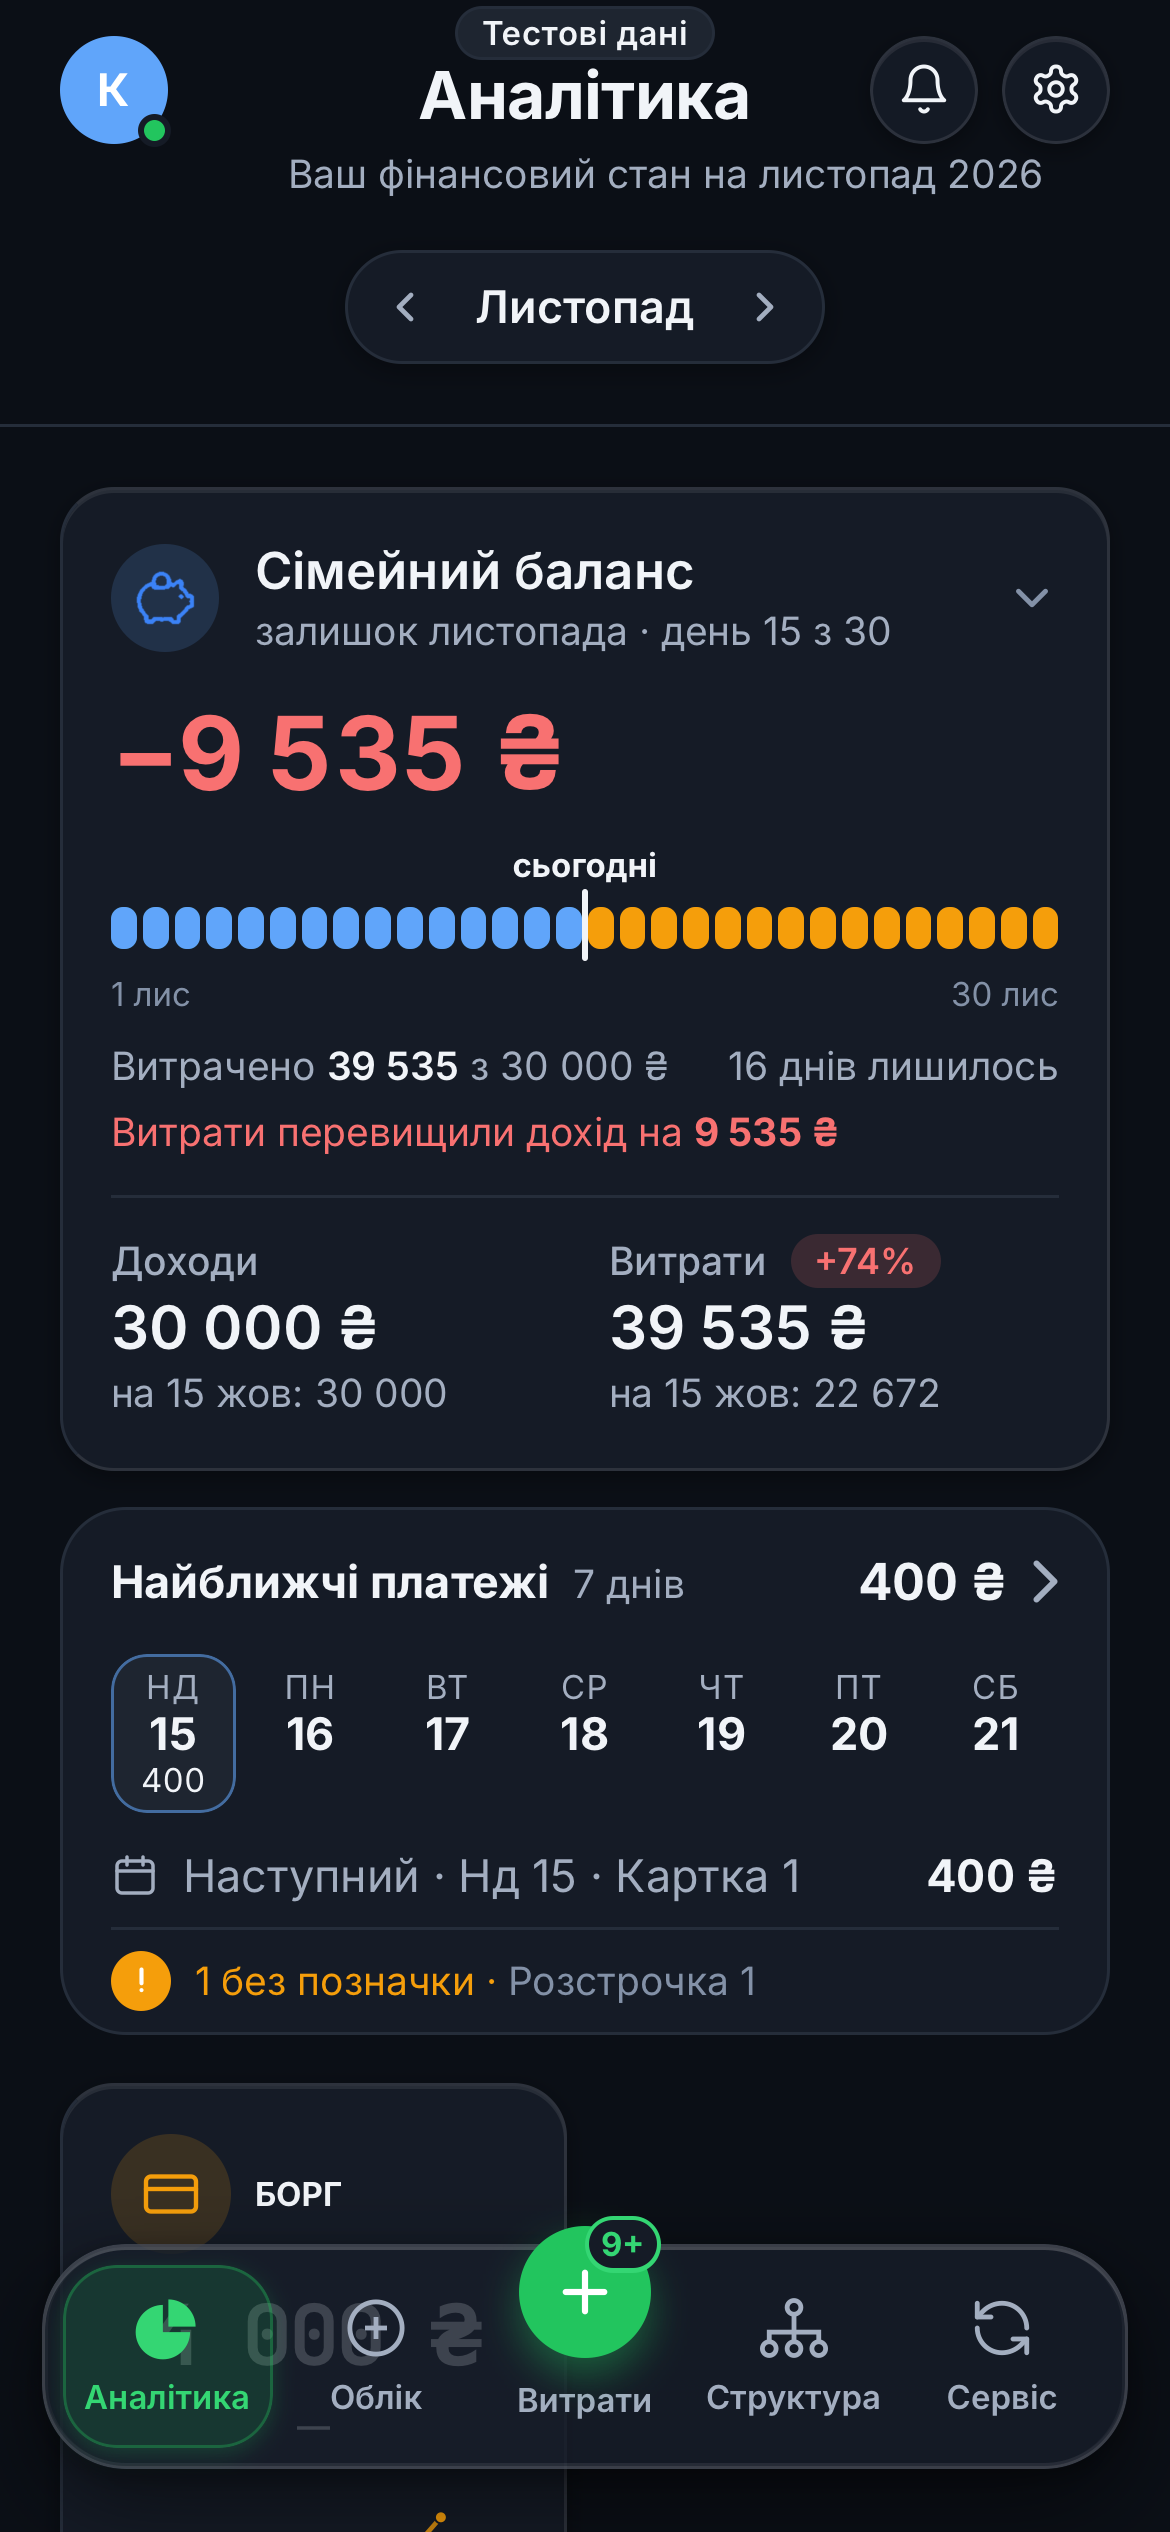 Тестові дані
К
Аналітика
Ваш фінансовий стан на листопад 2026
Листопад
Сімейний баланс
залишок листопада · день 15 з 30
−9 535 ₴
сьогодні
1 лис
30 лис
Витрачено 39 535 з 30 000 ₴
16 днів лишилось
Витрати перевищили дохід на 9 535 ₴
Доходи
Витрати +74%
30 000 ₴
39 535 ₴
на 15 жов: 30 000
на 15 жов: 22 672
Найближчі платежі 7 днів
400 ₴
НД ПН ВТ СР ЧТ ПТ СБ
15 16 17 18 19 20 21
400
Наступний · Нд 15 · Картка 1
400 ₴
! 1 без позначки · Розстрочка 1
БОРГ
9+
000 ₴
Аналітика
Облік
Витрати
Структура
Сервіс